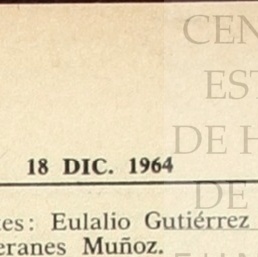 CEN
EST
DE H
18 DIC. 1964
DE
es: Eulalio Gutiérrez
eranes Muñoz.